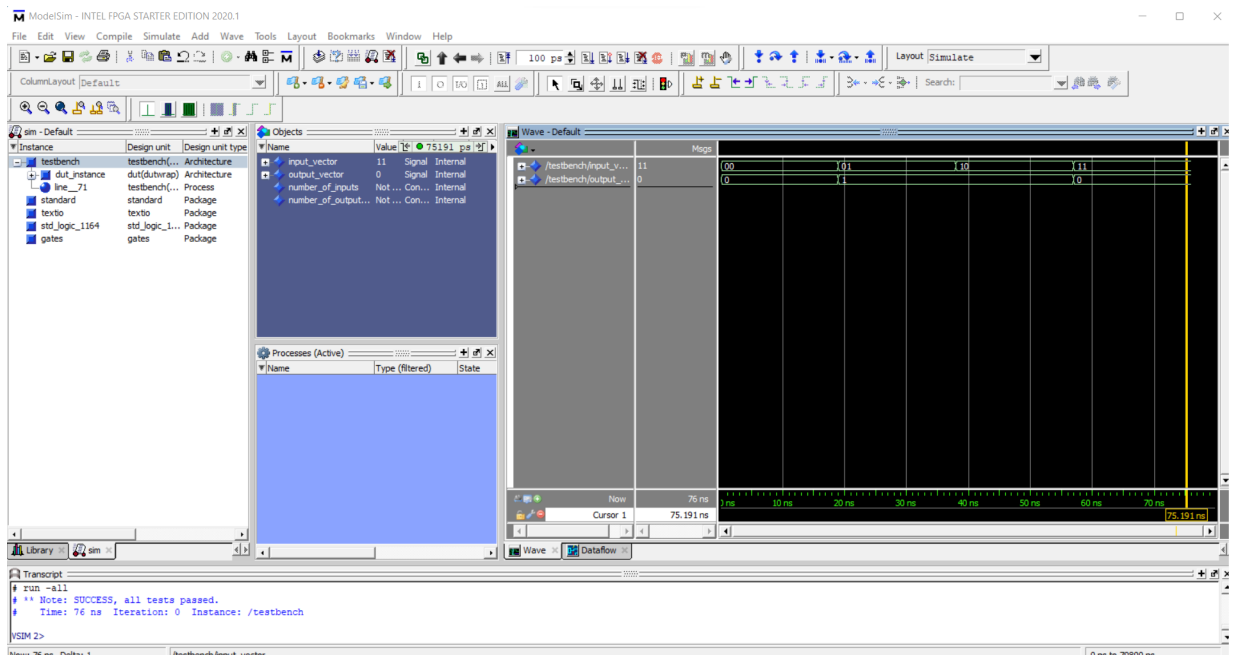 ModelSim - INTEL FPGA STARTER EDITION 2020.1
File Edit View Compile Simulate Add Wave Tools Layout Bookmarks Window Help
100 ps
Layout Simulate
ColumnLayout Default
Search:
sim - Default
Instance Design unit Design unit type
testbench testbench(... Architecture
dut_instance dut(dutwrap) Architecture
line__71 testbench(... Process
standard standard Package
textio textio Package
std_logic_1164 std_logic_1... Package
gates gates Package
Library sim
Objects
Name Value 75191 ps
input_vector 11 Signal Internal
output_vector 0 Signal Internal
number_of_inputs Not ... Con... Internal
number_of_output... Not ... Con... Internal
Processes (Active)
Name Type (filtered) State
Wave - Default
Msgs
/testbench/input_v... 11 00 01 10 11
/testbench/output_... 0 0 1 0
Now 76 ns
10 ns 20 ns 30 ns 40 ns 50 ns 60 ns 70 ns
Cursor 1 75.191 ns 75.191 ns
Wave Dataflow
Transcript
# run -all
# ** Note: SUCCESS, all tests passed.
# Time: 76 ns Iteration: 0 Instance: /testbench
VSIM 2>
Now: 76 ns Delta: 1 /testbench/input_vector